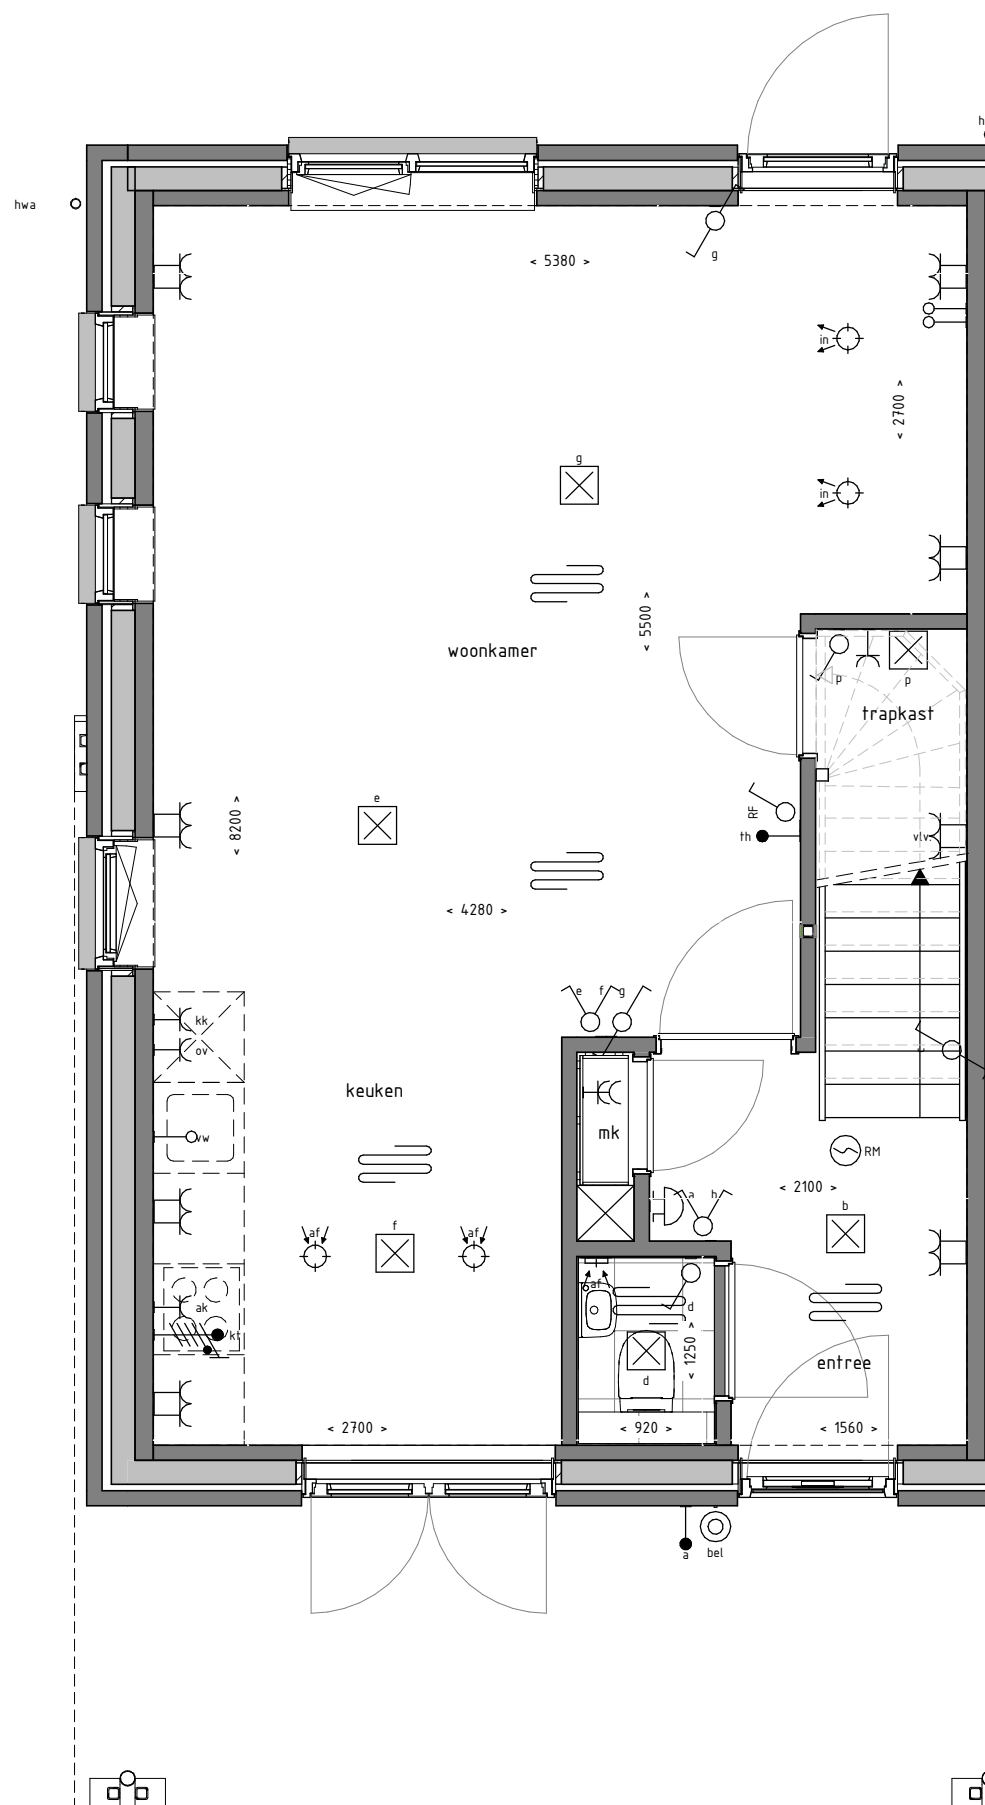 h
hwa
g
< 5380 >
in
< 2700 >
g
in
< 5500 >
woonkamer
p
p
trapkast
e
RF
th
vlv
< 8200 >
< 4280 >
e
f
g
kk
ov
keuken
mk
vw
RM
< 2100 >
a
h
b
f
af
af
af
d
ak
kt
< 1250 >
entree
d
< 2700 >
< 920 >
< 1560 >
a
bel